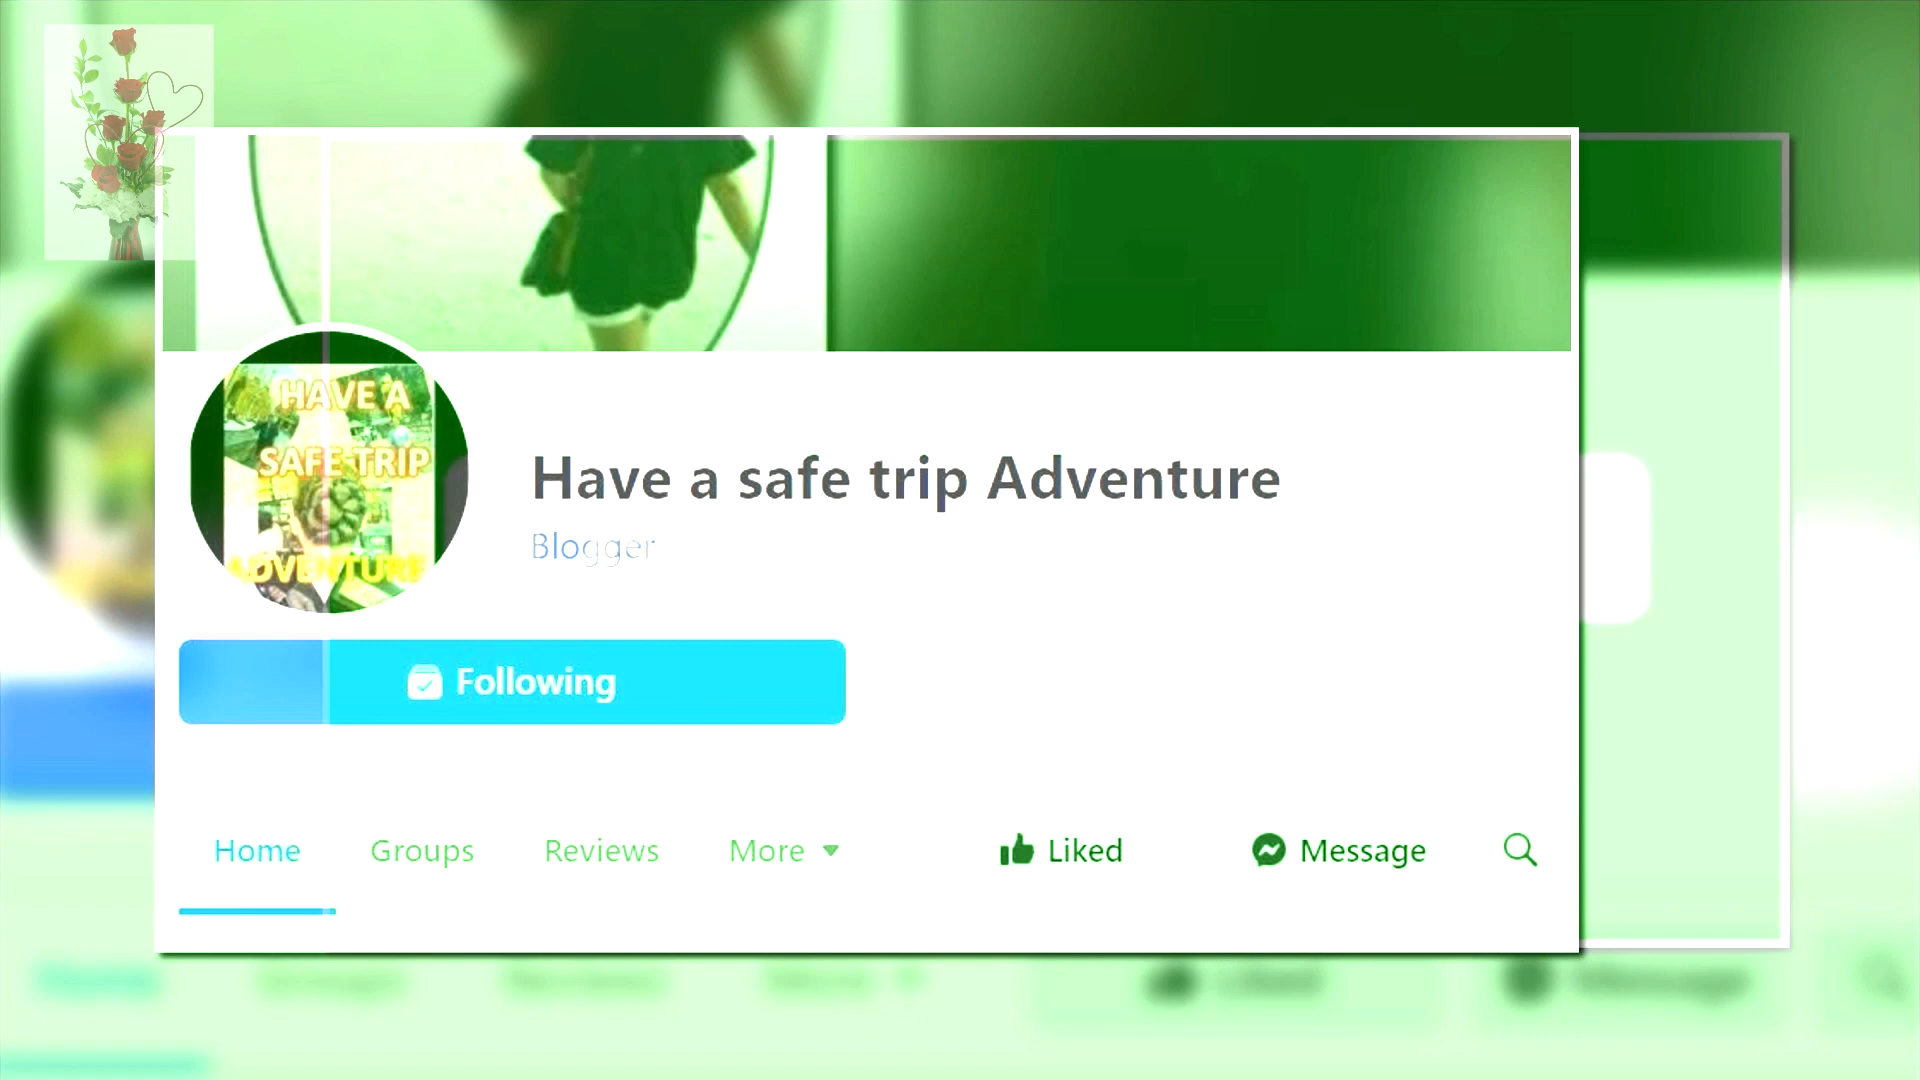 HAVE A
SAFE TRIP
ADVENTURE
Have a safe trip Adventure
Blogger
Following
Home Groups Reviews More Liked Message